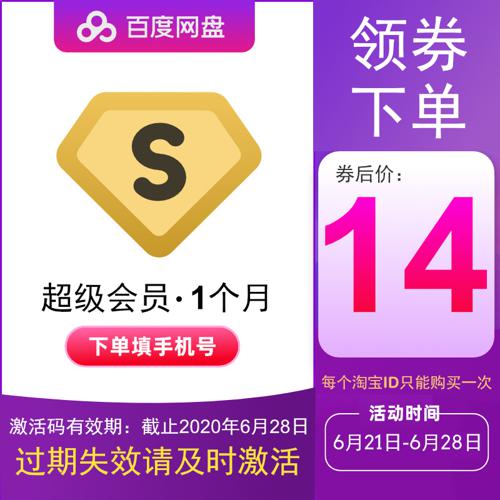 百度网盘
S
超级会员·1个月
下单填手机号
激活码有效期：截止2020年6月28日
过期失效请及时激活
领券
下单
券后价：
14
每个淘宝ID只能购买一次
活动时间
6月21日-6月28日